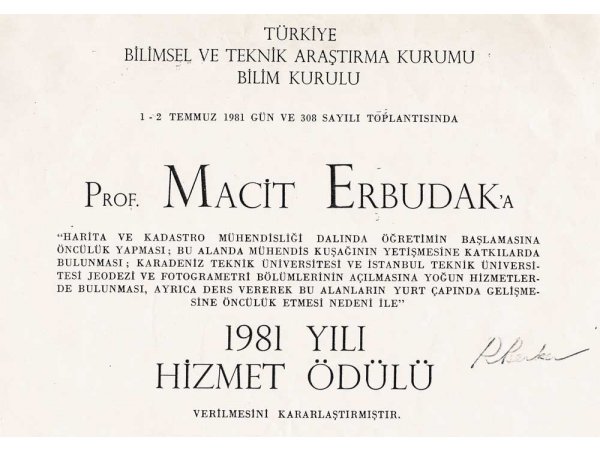 TÜRKİYE
BİLİMSEL VE TEKNİK ARAŞTIRMA KURUMU
BİLİM KURULU
1 - 2 TEMMUZ 1981 GÜN VE 308 SAYILI TOPLANTISINDA
PROF. MACİT ERBUDAK'A
"HARİTA VE KADASTRO MÜHENDİSLİĞİ DALINDA ÖĞRETİMİN BAŞLAMASINA
ÖNCÜLÜK YAPMASI; BU ALANDA MÜHENDİS KUŞAĞININ YETİŞMESİNE KATKILARDA
BULUNMASI; KARADENİZ TEKNİK ÜNİVERSİTESİ VE İSTANBUL TEKNİK ÜNİVERSİ-
TESİ JEODEZİ VE FOTOGRAMETRİ BÖLÜMLERİNİN AÇILMASINA YOĞUN HİZMETLER-
DE BULUNMASI, AYRICA DERS VEREREK BU ALANLARIN YURT ÇAPINDA GELİŞME-
SİNE ÖNCÜLÜK ETMESİ NEDENİ İLE"
1981 YILI
HİZMET ÖDÜLÜ
VERİLMESİNİ KARARLAŞTIRMIŞTIR.